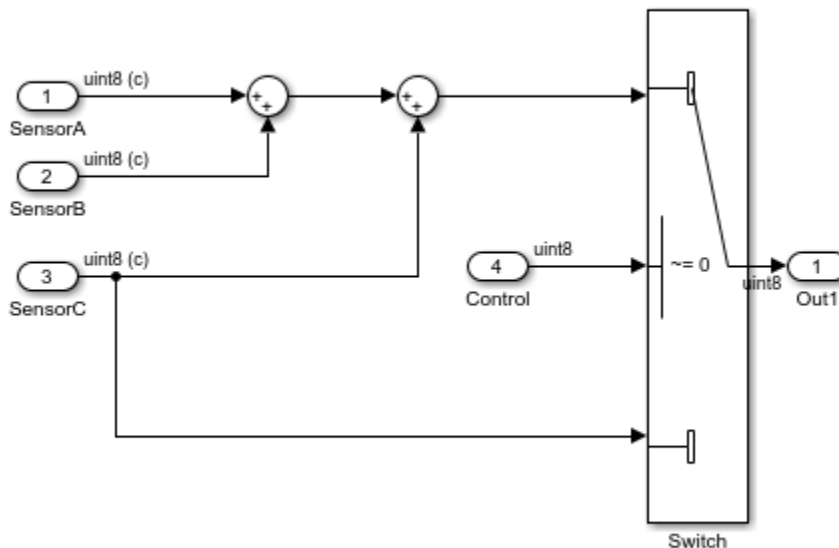 uint8 (c)
1
SensorA
+
+
+
+
uint8 (c)
2
SensorB
uint8 (c)
3
SensorC
uint8
4
Control
~= 0
uint8
1
Out1
Switch